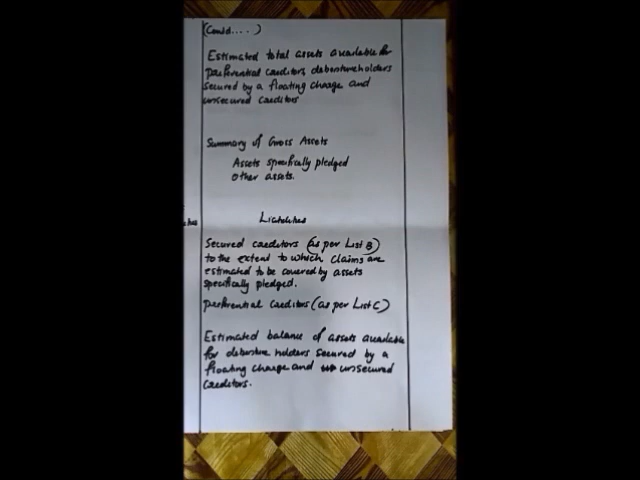 (Contd....)
Estimated total assets available for
Preferential creditors, debentureholders
secured by a floating charge and
unsecured creditors
Summary of Gross Assets
Assets specifically pledged
Other assets.
Liabilities
Secured creditors (as per List B)
to the extent to which claims are
estimated to be covered by assets
specifically pledged.
Preferential creditors (as per List C)
Estimated balance of assets available
for debenture holders secured by a
floating charge and unsecured
creditors.